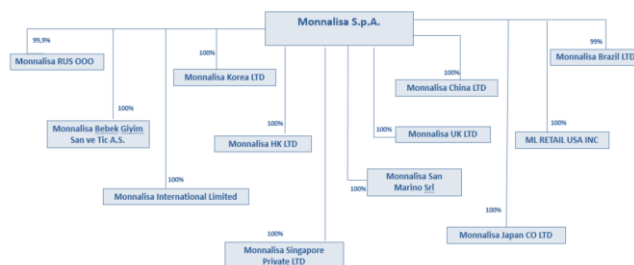 Monnalisa S.p.A.
99,9%
100%
100%
99%
Monnalisa RUS OOO
Monnalisa Korea LTD
Monnalisa China LTD
Monnalisa Brazil LTD
100%
100%
100%
100%
Monnalisa Bebek Giyim
San ve Tic A.S.
Monnalisa HK LTD
Monnalisa UK LTD
ML RETAIL USA INC
100%
100%
Monnalisa International Limited
Monnalisa San
Marino Srl
100%
100%
Monnalisa Singapore
Private LTD
Monnalisa Japan CO LTD